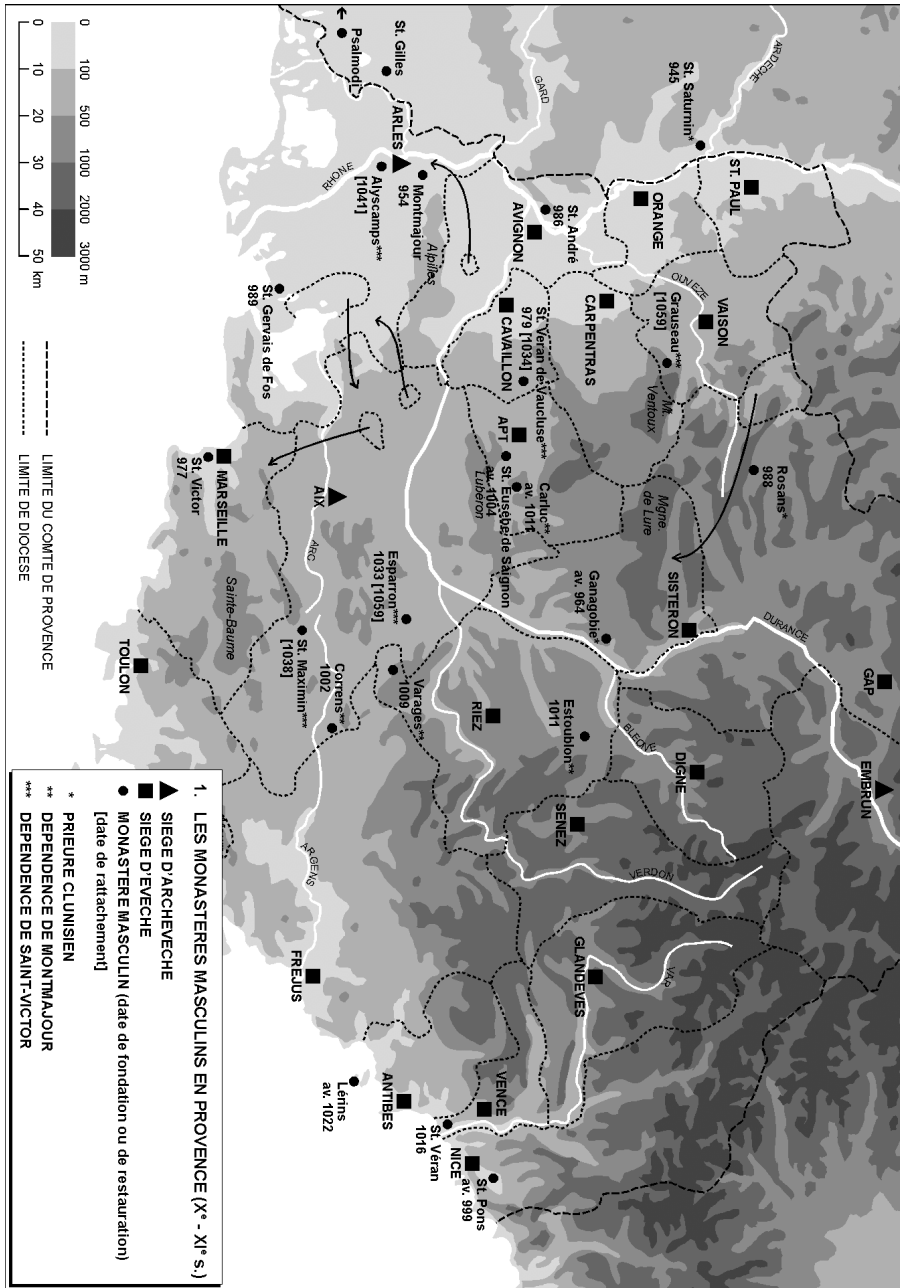 ARDECHE
St. Saturnin*
945
ST. PAUL
ORANGE
GARD
St. Gilles
Psalmodi
ARLES
RHONE
Montmajour
954
Alyscamps***
[1041]
Alpilles
St. André
986
AVIGNON
OUVEZE
VAISON
Grauseau***
[1059]
CARPENTRAS
Mt.
Ventoux
St. Veran de Vaucluse***
979 [1034]
CAVAILLON
APT
Carluc**
av. 1011
St. Eusèbe de Saignon
av. 1004
Luberon
Rosans*
988
Mgne.
de Lure
SISTERON
Ganagobie*
av. 964
DURANCE
GAP
EMBRUN
St. Gervais de Fos
989
MARSEILLE
St. Victor
977
AIX
ARC
Esparron***
1033 [1059]
St. Maximin***
[1038]
Sainte-Baume
TOULON
Correns**
1002
Varages**
1009
RIEZ
Estoublon**
1011
BLEONE
DIGNE
SENEZ
VERDON
ARGENS
FREJUS
GLANDEVES
VAR
VENCE
ANTIBES
Lérins
av. 1022
St. Véran
1016
NICE
St. Pons
av. 999
0 100 500 1000 2000 3000 m
0 10 20 30 40 50 km
LIMITE DU COMTE DE PROVENCE
LIMITE DE DIOCESE
1. LES MONASTERES MASCULINS EN PROVENCE (Xe - XIe s.)
SIEGE D'ARCHEVECHE
SIEGE D'EVECHE
MONASTERE MASCULIN (date de fondation ou de restauration)
[date de rattachement]
* PRIEURE CLUNISIEN
** DEPENDENCE DE MONTMAJOUR
*** DEPENDENCE DE SAINT-VICTOR